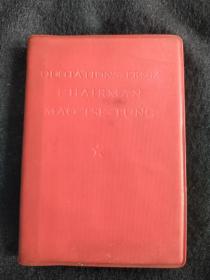 QUOTATIONS FROM
CHAIRMAN
MAO TSE-TUNG